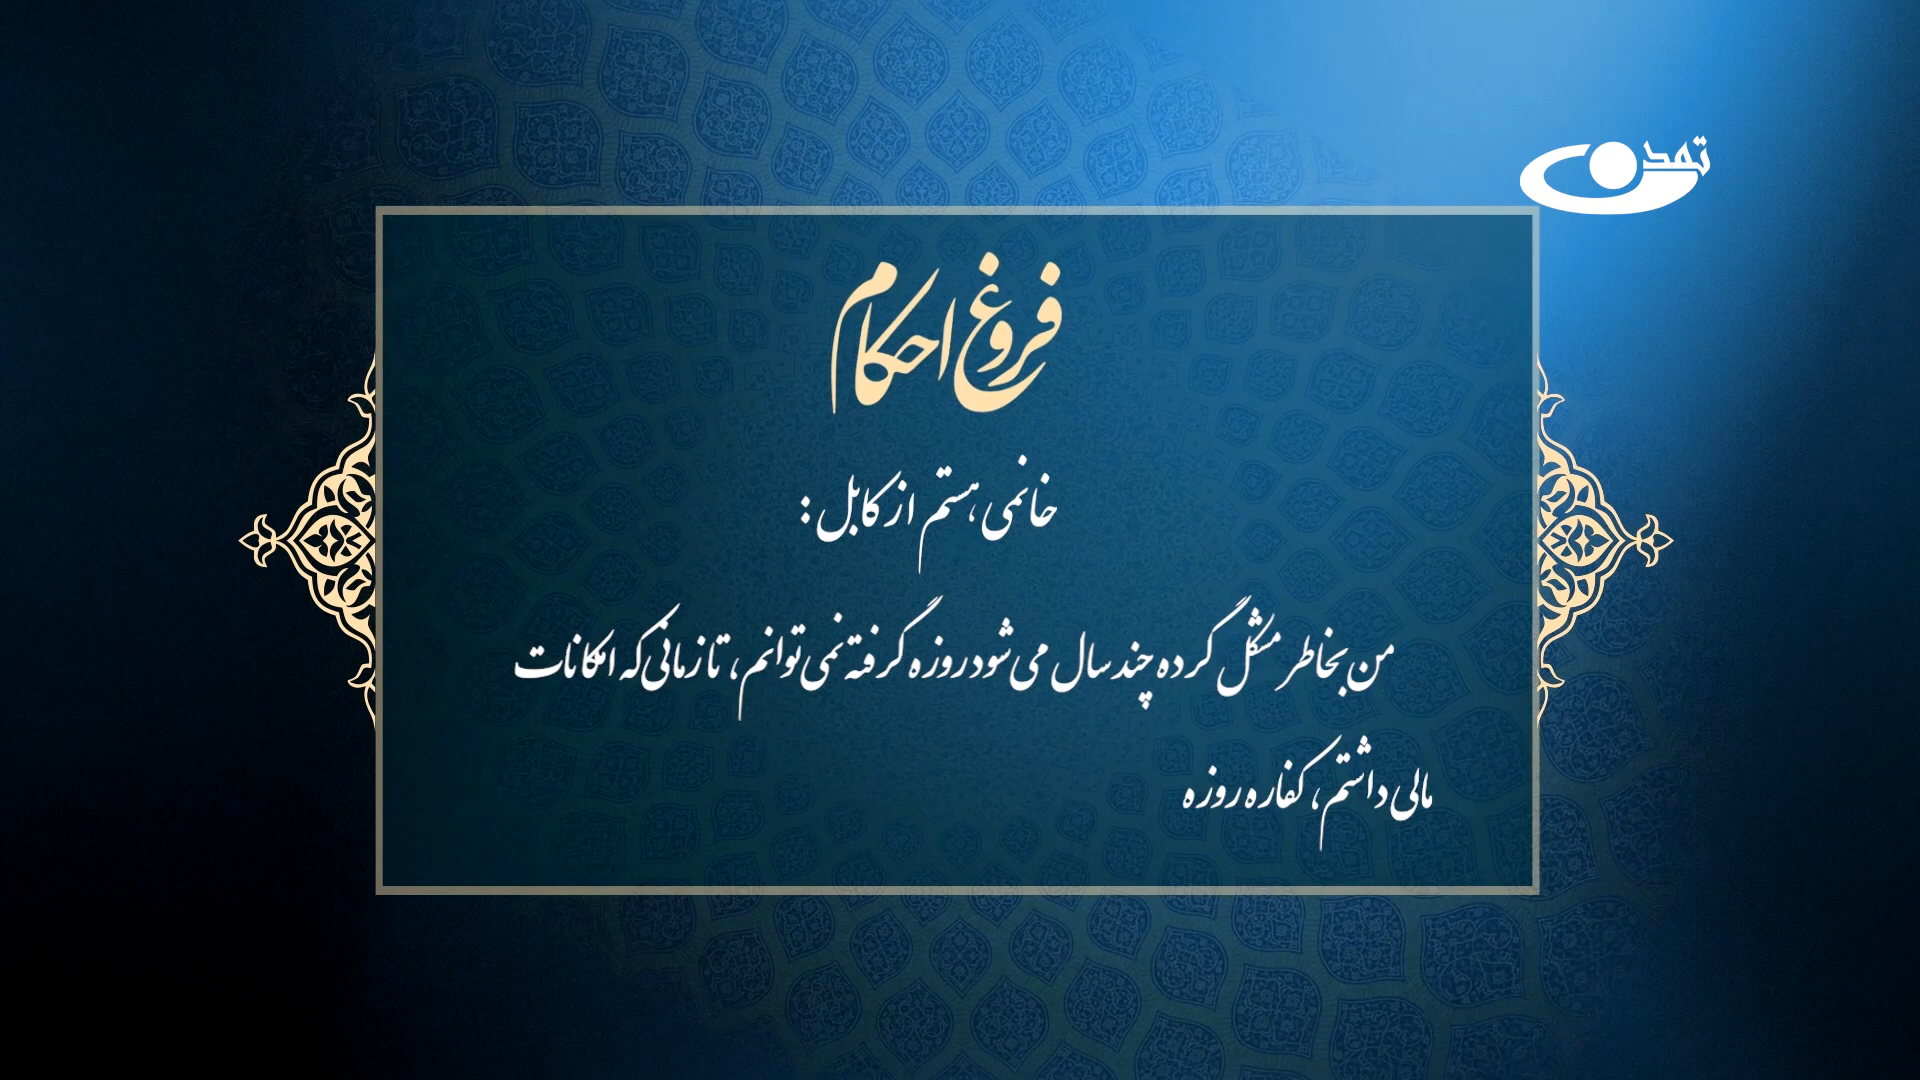 تمدن
فروغ احکام
خانمی هستم از کابل :
من بخاطر مشکل گرده چند سال می شود روزه گرفته نمی توانم، تا زمانی که امکانات
مالی داشتم، کفاره روزه